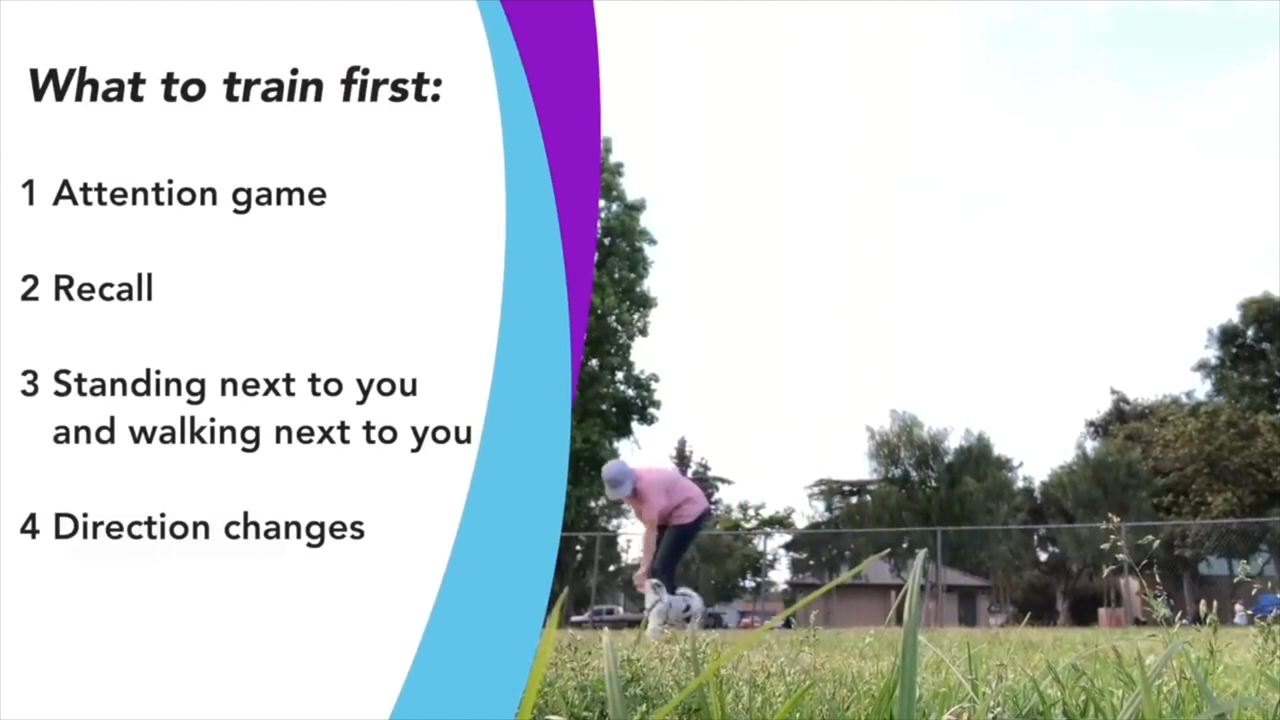 What to train first:
1 Attention game
2 Recall
3 Standing next to you
and walking next to you
4 Direction changes